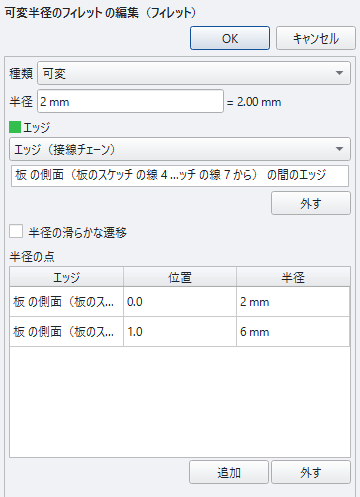 可変半径のフィレット の編集（フィレット）
OK
キャンセル
種類 可変
半径 2 mm = 2.00 mm
エッジ
エッジ（接線チェーン）
板 の側面（板のスケッチ の線 4 ...ッチ の線 7 から） の間のエッジ
外す
半径の滑らかな遷移
半径の点
エッジ 位置 半径
板 の側面（板のス... 0.0 2 mm
板 の側面（板のス... 1.0 6 mm
追加 外す